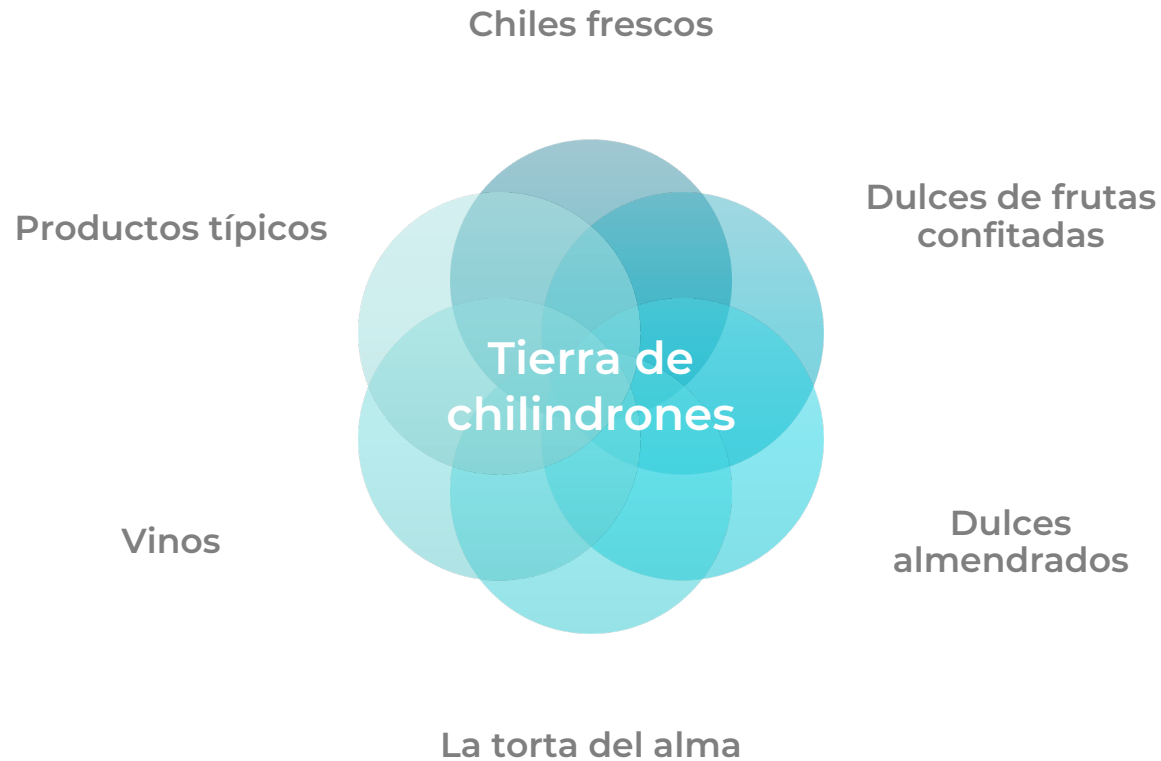 Chiles frescos
Productos típicos
Dulces de frutas
confitadas
Tierra de
chilindrones
Vinos
Dulces
almendrados
La torta del alma